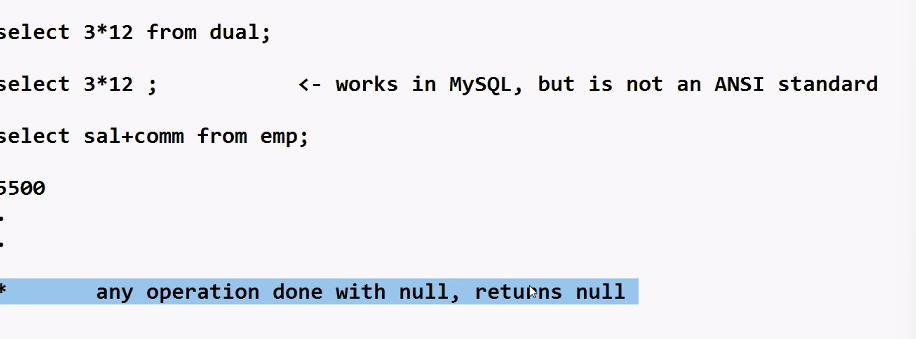 select 3*12 from dual;
select 3*12 ; <- works in MySQL, but is not an ANSI standard
select sal+comm from emp;
5500
.
.
* any operation done with null, returns null